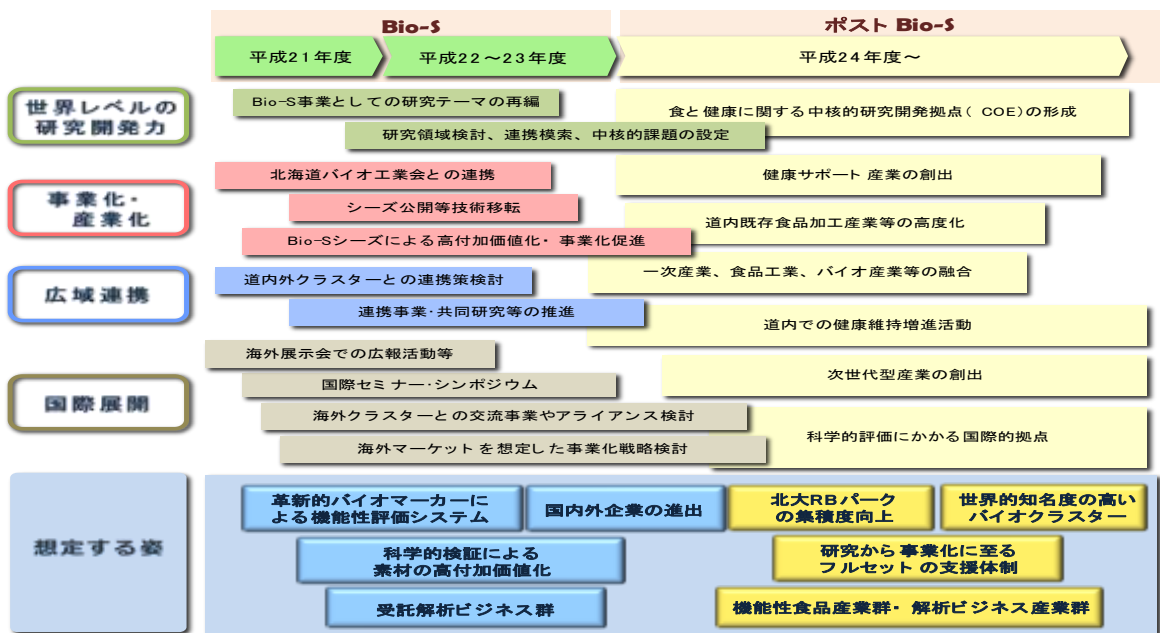 Bio-S
ポスト Bio-S
平成21年度
平成22～23年度
平成24年度～
世界レベルの
研究開発力
Bio-S事業としての研究テーマの再編
研究領域検討、連携模索、中核的課題の設定
食と健康に関する中核的研究開発拠点( COE)の形成
事業化・
産業化
北海道バイオ工業会との連携
シーズ公開等技術移転
Bio-Sシーズによる高付加価値化・ 事業化促進
健康サポート 産業の創出
道内既存食品加工産業等の高度化
広域連携
道内外クラスターとの連携策検討
連携事業・共同研究等の推進
一次産業、食品工業、バイオ産業等の融合
道内での健康維持増進活動
国際展開
海外展示会での広報活動等
国際セミナー・シンポジウム
海外クラスターとの交流事業やアライアンス検討
海外マーケットを想定した事業化戦略検討
次世代型産業の創出
科学的評価にかかる国際的拠点
想定する姿
革新的バイオマーカーに
よる機能性評価システム
国内外企業の進出
北大RBパーク
の集積度向上
世界的知名度の高い
バイオクラスター
科学的検証による
素材の高付加価値化
研究から事業化に至る
フルセットの支援体制
受託解析ビジネス群
機能性食品産業群・ 解析ビジネス産業群